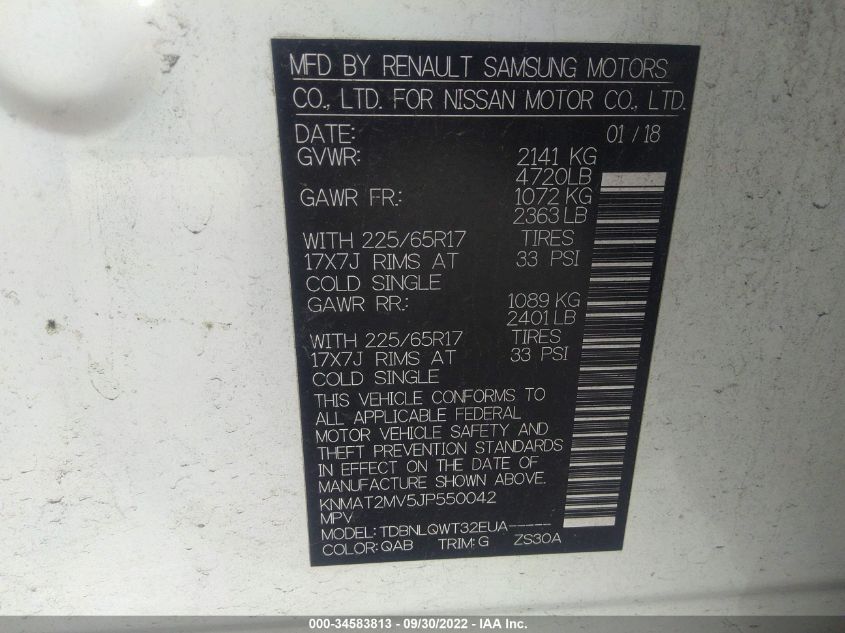 MFD BY RENAULT SAMSUNG MOTORS
CO., LTD. FOR NISSAN MOTOR CO., LTD.
DATE: 01 / 18
GVWR: 2141 KG
4720LB
GAWR FR.: 1072 KG
2363 LB
WITH 225/65R17 TIRES
17X7J RIMS AT 33 PSI
COLD SINGLE
GAWR RR.: 1089 KG
2401 LB
WITH 225/65R17 TIRES
17X7J RIMS AT 33 PSI
COLD SINGLE
THIS VEHICLE CONFORMS TO
ALL APPLICABLE FEDERAL
MOTOR VEHICLE SAFETY AND
THEFT PREVENTION STANDARDS
IN EFFECT ON THE DATE OF
MANUFACTURE SHOWN ABOVE.
KNMAT2MV5JP550042
MPV
MODEL: TDBNLQWT32EUA-----
COLOR: QAB TRIM: G ZS30A
000-34583813 - 09/30/2022 - IAA Inc.